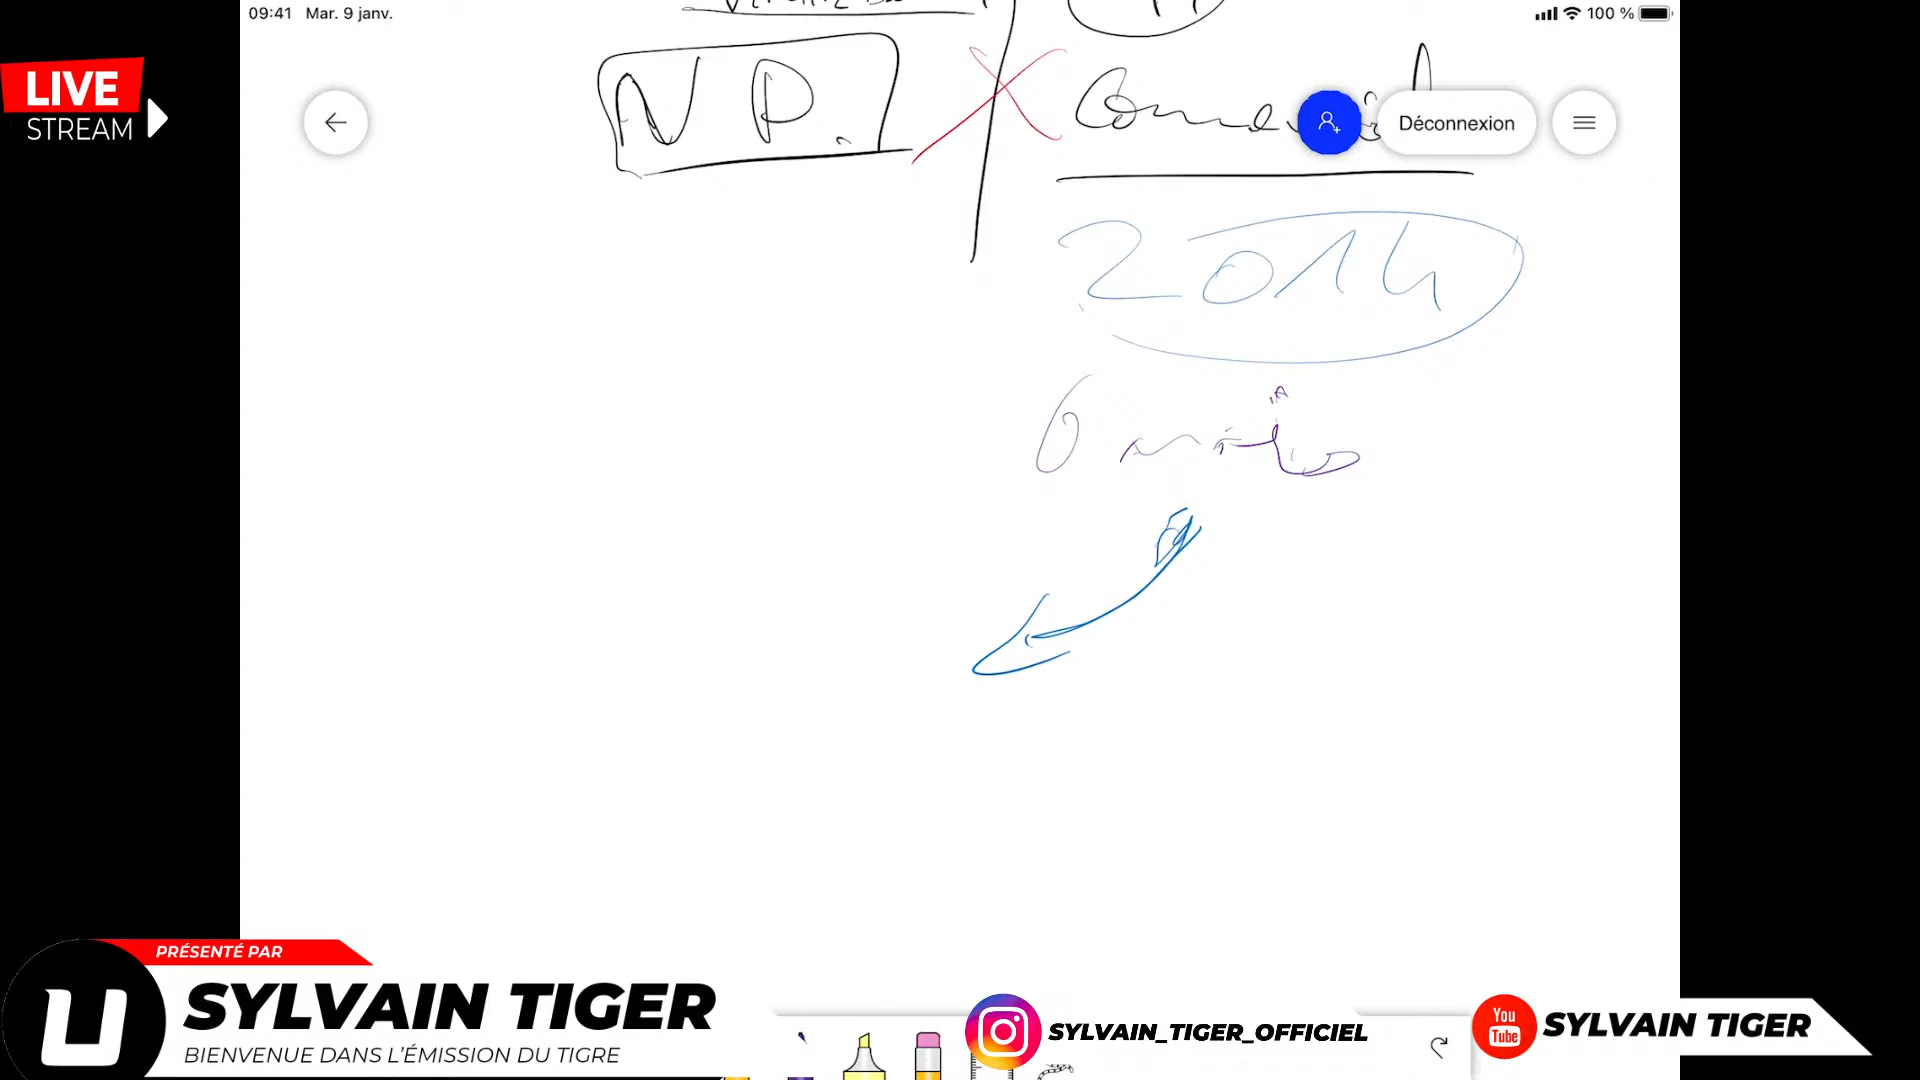 09:41 Mar. 9 janv.
100 %
LIVE
STREAM
N P.
Déconnexion
2014
PRÉSENTÉ PAR
SYLVAIN TIGER
BIENVENUE DANS L'ÉMISSION DU TIGRE
SYLVAIN_TIGER_OFFICIEL
You
Tube
SYLVAIN TIGER